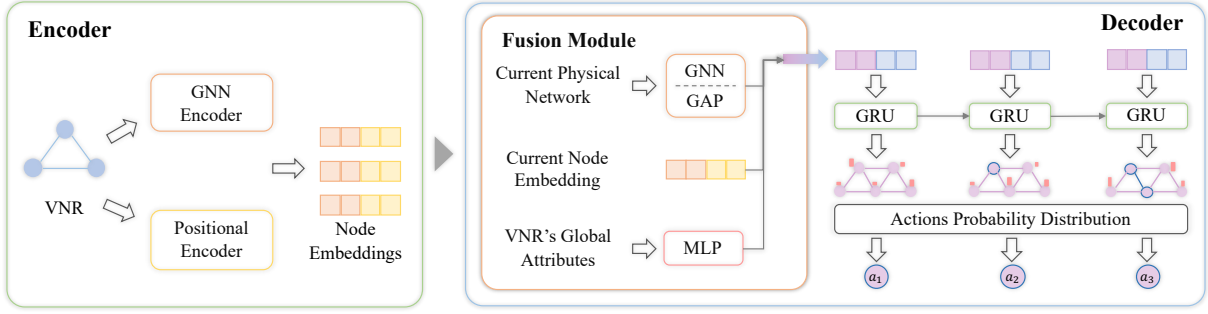 Encoder
GNN
Encoder
VNR
Positional
Encoder
Node
Embeddings
Decoder
Fusion Module
Current Physical
Network
GNN
GAP
Current Node
Embedding
VNR's Global
Attributes
MLP
GRU
GRU
GRU
Actions Probability Distribution
a₁
a₂
a₃